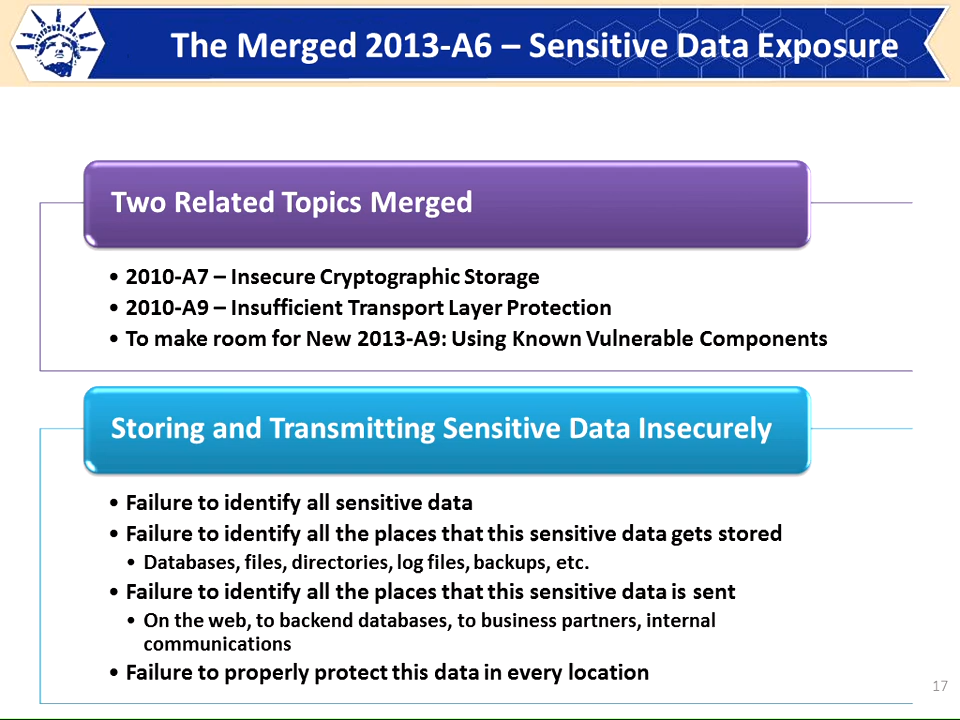 The Merged 2013-A6 – Sensitive Data Exposure
Two Related Topics Merged
• 2010-A7 – Insecure Cryptographic Storage
• 2010-A9 – Insufficient Transport Layer Protection
• To make room for New 2013-A9: Using Known Vulnerable Components
Storing and Transmitting Sensitive Data Insecurely
• Failure to identify all sensitive data
• Failure to identify all the places that this sensitive data gets stored
• Databases, files, directories, log files, backups, etc.
• Failure to identify all the places that this sensitive data is sent
• On the web, to backend databases, to business partners, internal
communications
• Failure to properly protect this data in every location
17